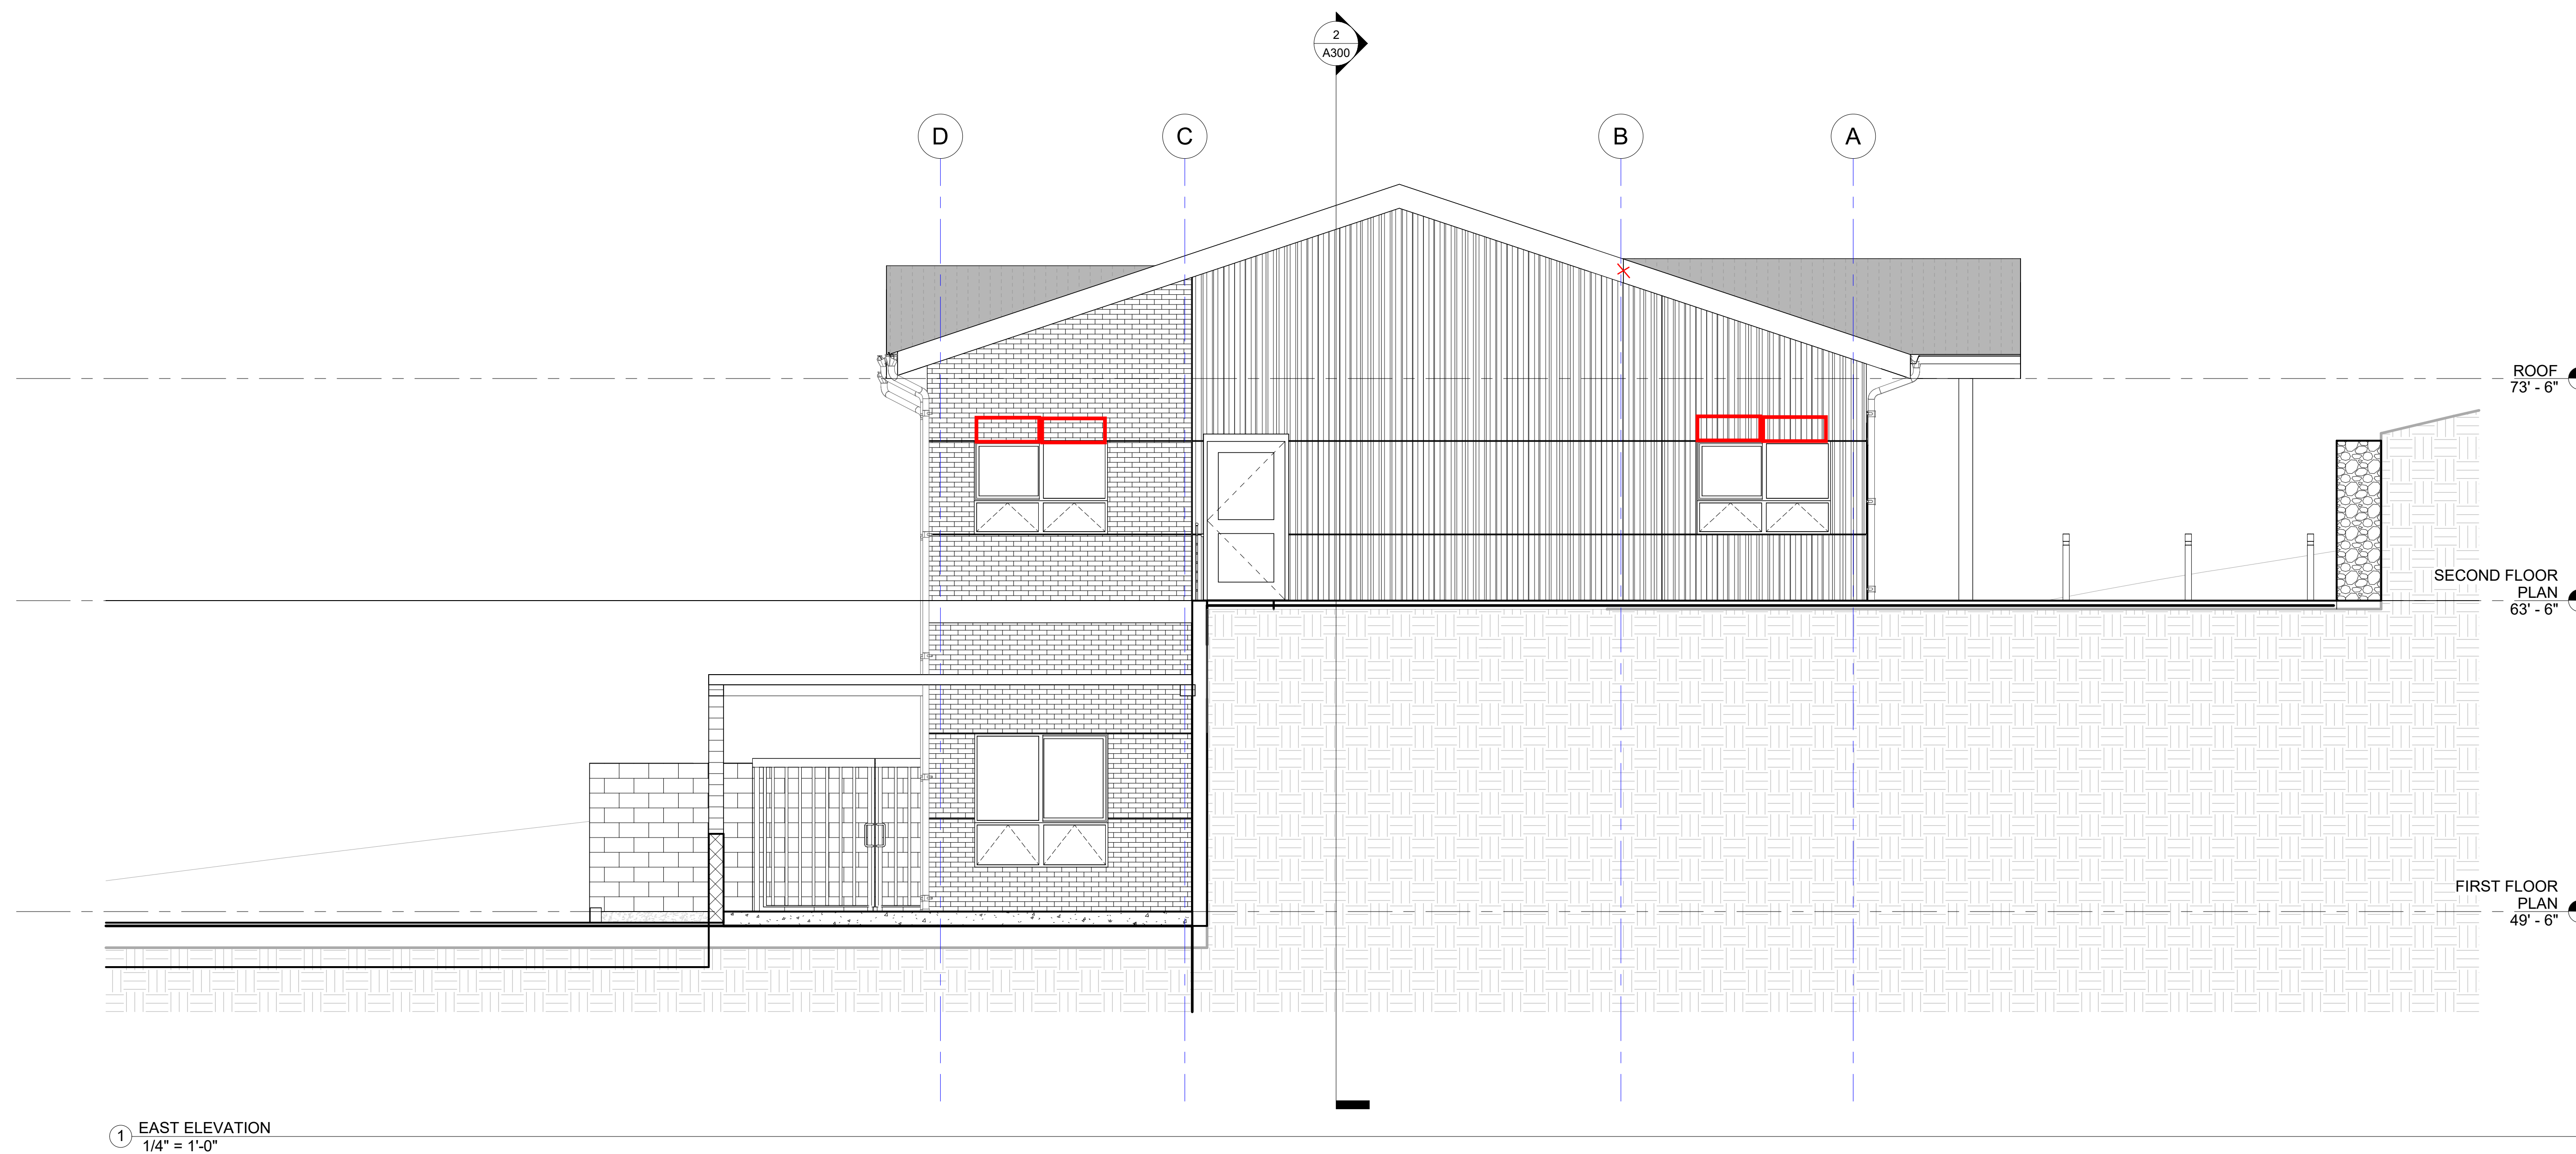 2
A300
D
C
B
A
ROOF
73' - 6"
SECOND FLOOR
PLAN
63' - 6"
FIRST FLOOR
PLAN
49' - 6"
1
EAST ELEVATION
1/4" = 1'-0"